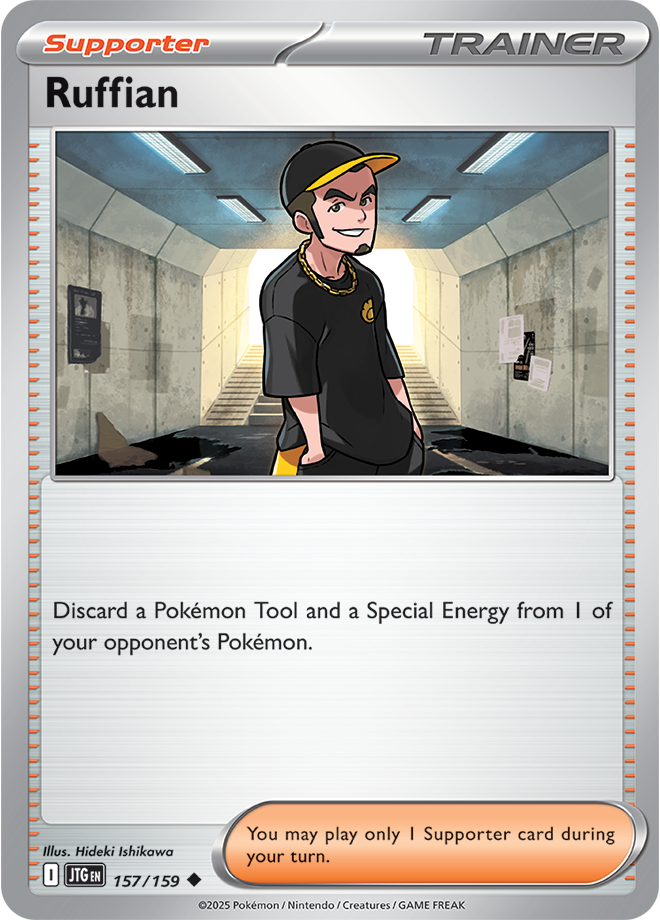 Supporter
TRAINER
Ruffian
Discard a Pokémon Tool and a Special Energy from 1 of
your opponent's Pokémon.
You may play only 1 Supporter card during
your turn.
Illus. Hideki Ishikawa
I JTG EN 157/159 ◆
©2025 Pokémon / Nintendo / Creatures / GAME FREAK